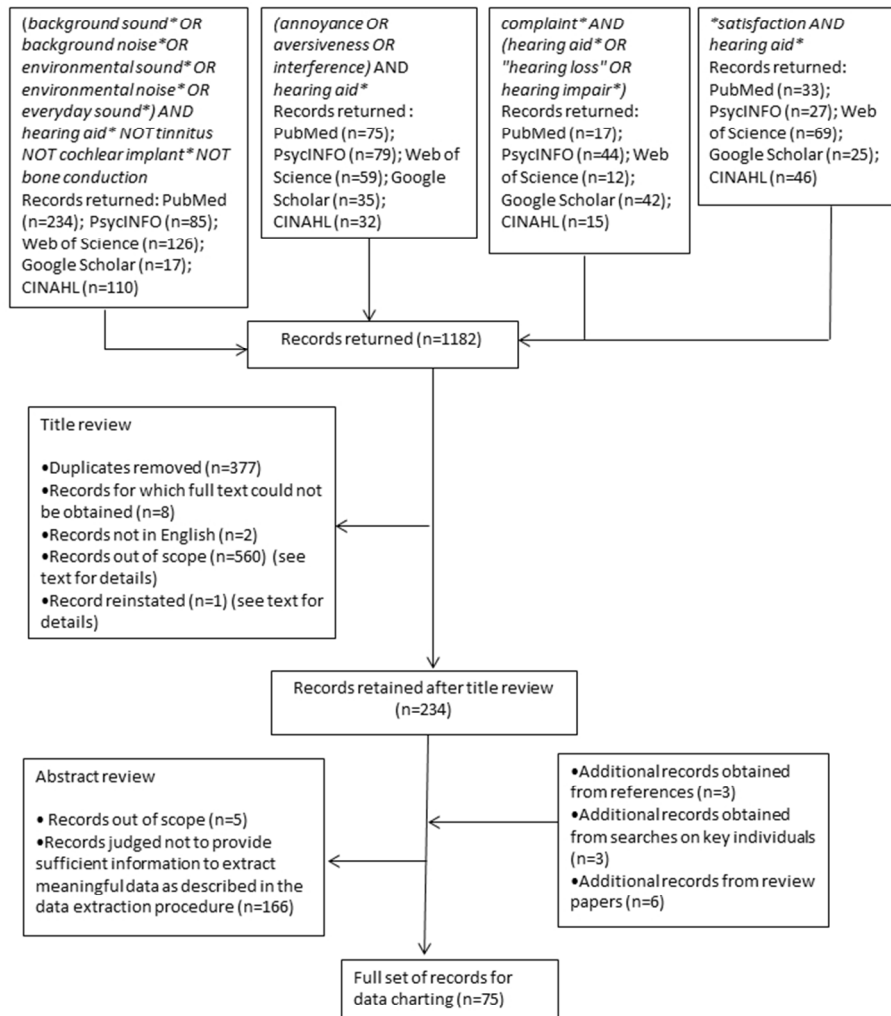 (background sound* OR
background noise*OR
environmental sound* OR
environmental noise* OR
everyday sound*) AND
hearing aid* NOT tinnitus
NOT cochlear implant* NOT
bone conduction
Records returned: PubMed
(n=234); PsycINFO (n=85);
Web of Science (n=126);
Google Scholar (n=17);
CINAHL (n=110)
(annoyance OR
aversiveness OR
interference) AND
hearing aid*
Records returned :
PubMed (n=75);
PsycINFO (n=79); Web of
Science (n=59); Google
Scholar (n=35);
CINAHL (n=32)
complaint* AND
(hearing aid* OR
"hearing loss" OR
hearing impair*)
Records returned:
PubMed (n=17);
PsycINFO (n=44); Web
of Science (n=12);
Google Scholar (n=42);
CINAHL (n=15)
*satisfaction AND
hearing aid*
Records returned:
PubMed (n=33);
PsycINFO (n=27); Web
of Science (n=69);
Google Scholar (n=25);
CINAHL (n=46)
Records returned (n=1182)
Title review
•Duplicates removed (n=377)
•Records for which full text could not
be obtained (n=8)
•Records not in English (n=2)
•Records out of scope (n=560) (see
text for details)
•Record reinstated (n=1) (see text for
details)
Records retained after title review
(n=234)
Abstract review
• Records out of scope (n=5)
•Records judged not to provide
sufficient information to extract
meaningful data as described in the
data extraction procedure (n=166)
•Additional records obtained
from references (n=3)
•Additional records obtained
from searches on key individuals
(n=3)
•Additional records from review
papers (n=6)
Full set of records for
data charting (n=75)